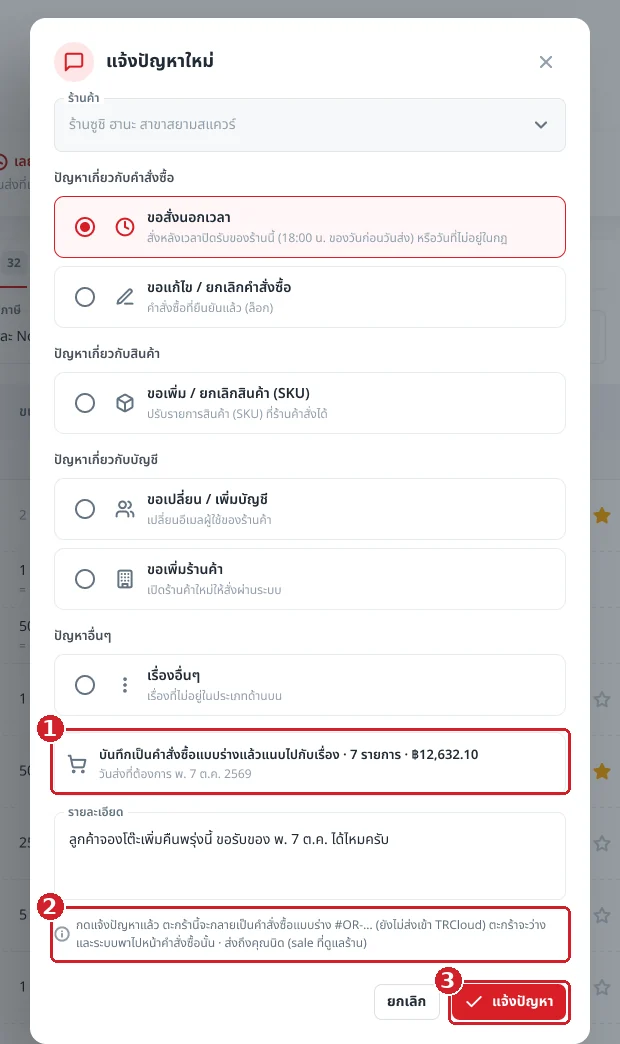 แจ้งปัญหาใหม่
ร้านค้า
ร้านซูชิ ฮานะ สาขาสยามสแควร์
ปัญหาเกี่ยวกับคำสั่งซื้อ
ขอสั่งนอกเวลา
สั่งหลังเวลาปิดรับของร้านนี้ (18:00 น. ของวันก่อนวันส่ง) หรือวันที่ไม่อยู่ในกฎ
32
ขอแก้ไข / ยกเลิกคำสั่งซื้อ
คำสั่งซื้อที่ยืนยันแล้ว (ล็อก)
ปัญหาเกี่ยวกับสินค้า
ขอเพิ่ม / ยกเลิกสินค้า (SKU)
ปรับรายการสินค้า (SKU) ที่ร้านค้าสั่งได้
ปัญหาเกี่ยวกับบัญชี
ขอเปลี่ยน / เพิ่มบัญชี
เปลี่ยนอีเมลผู้ใช้ของร้านค้า
2
ขอเพิ่มร้านค้า
เปิดร้านค้าใหม่ให้สั่งผ่านระบบ
1
ปัญหาอื่นๆ
เรื่องอื่นๆ
เรื่องที่ไม่อยู่ในประเภทด้านบน
1
1
บันทึกเป็นคำสั่งซื้อแบบร่างแล้วแนบไปกับเรื่อง · 7 รายการ · ฿12,632.10
วันส่งที่ต้องการ พ. 7 ต.ค. 2569
รายละเอียด
ลูกค้าจองโต๊ะเพิ่มคืนพรุ่งนี้ ขอรับของ พ. 7 ต.ค. ได้ไหมครับ
2
กดแจ้งปัญหาแล้ว ตะกร้านี้จะกลายเป็นคำสั่งซื้อแบบร่าง #OR-… (ยังไม่ส่งเข้า TRCloud) ตะกร้าจะว่าง
และระบบพาไปหน้าคำสั่งซื้อนั้น · ส่งถึงคุณนิด (sale ที่ดูแลร้าน)
3
1
ยกเลิก
แจ้งปัญหา